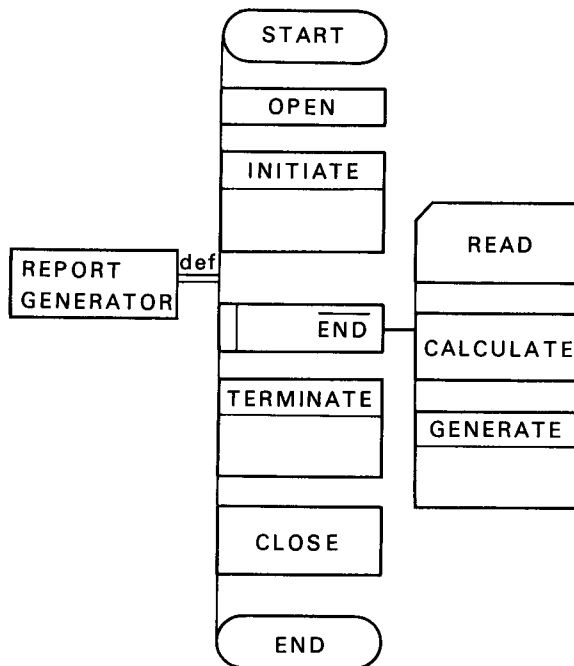 START
OPEN
INITIATE
REPORT
GENERATOR
def
END
TERMINATE
CLOSE
END
READ
CALCULATE
GENERATE